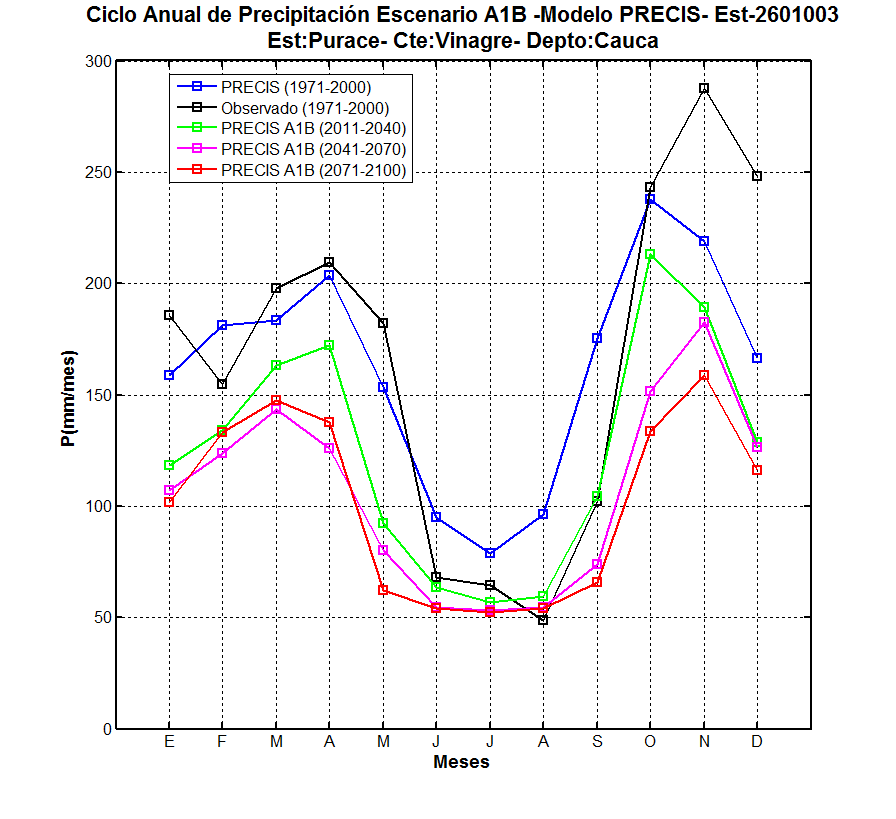 Ciclo Anual de Precipitación Escenario A1B -Modelo PRECIS- Est-2601003
Est:Purace- Cte:Vinagre- Depto:Cauca
300
PRECIS (1971-2000)
Observado (1971-2000)
PRECIS A1B (2011-2040)
PRECIS A1B (2041-2070)
PRECIS A1B (2071-2100)
250
200
150
100
50
0
P(mm/mes)
E F M A M J J A S O N D
Meses